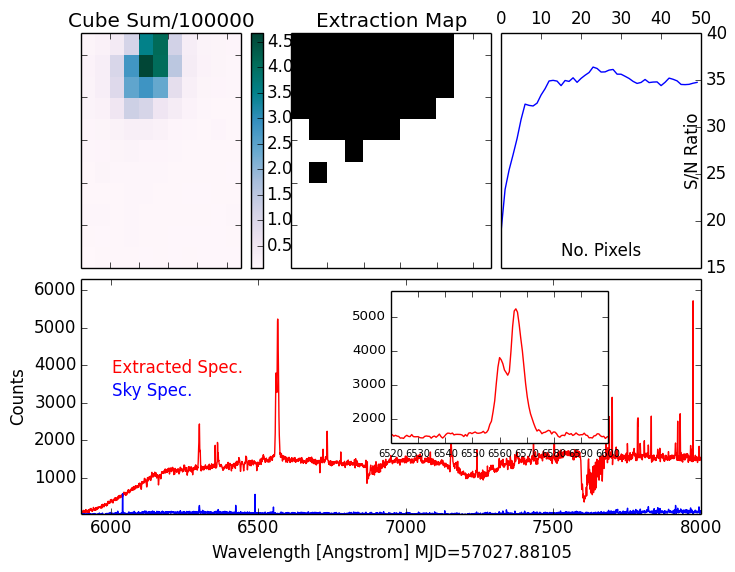 Cube Sum/100000
Extraction Map
0 10 20 30 40 50
4.5
4.0
3.5
3.0
2.5
2.0
1.5
1.0
0.5
40
35
30
25
20
15
S/N Ratio
No. Pixels
6000
5000
4000
3000
2000
1000
Counts
Extracted Spec.
Sky Spec.
5000
4000
3000
2000
6520 6530 6540 6550 6560 6570 6580 6590 6600
6000 6500 7000 7500 8000
Wavelength [Angstrom] MJD=57027.88105